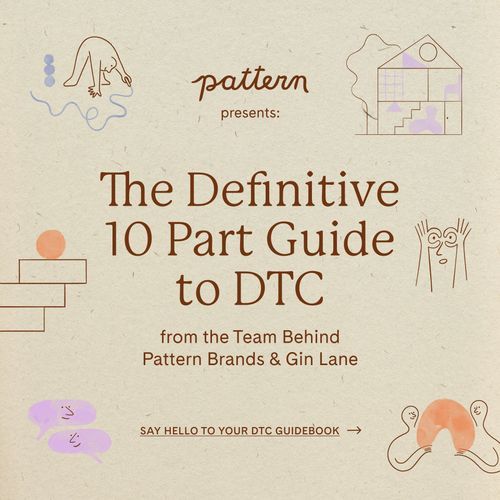 pattern
presents:
The Definitive
10 Part Guide
to DTC
from the Team Behind
Pattern Brands & Gin Lane
SAY HELLO TO YOUR DTC GUIDEBOOK →